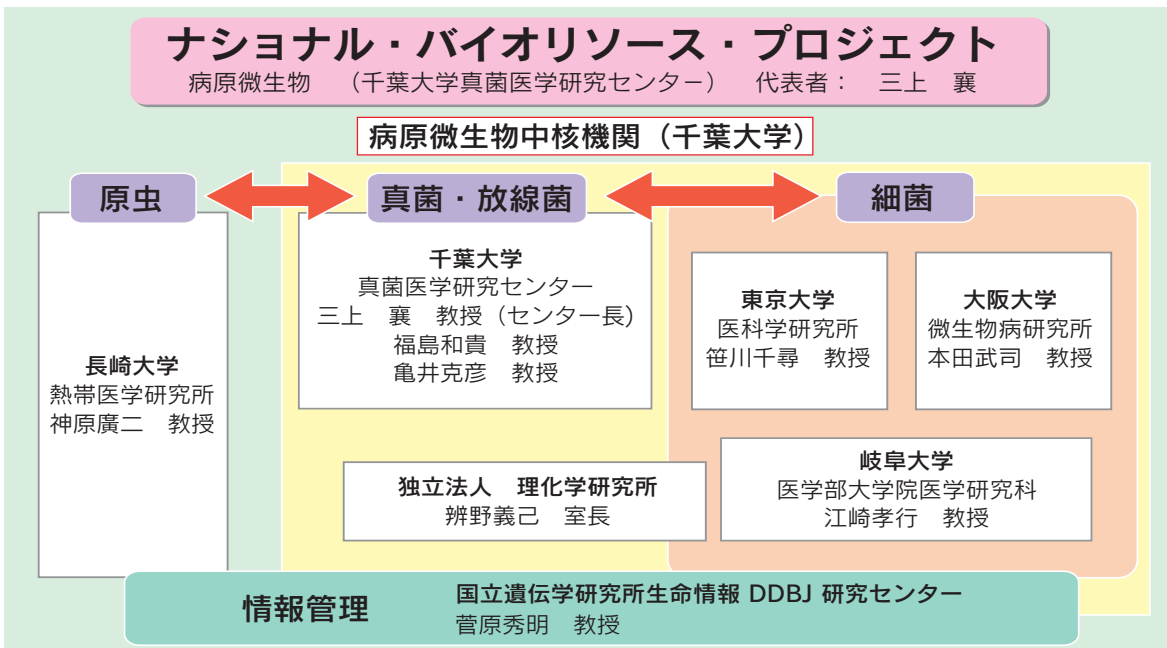 ナショナル・バイオリソース・プロジェクト
病原微生物　（千葉大学真菌医学研究センター）　代表者：　三上　襄
病原微生物中核機関（千葉大学）
原虫
真菌・放線菌
細菌
長崎大学
熱帯医学研究所
神原廣二　教授
千葉大学
真菌医学研究センター
三上　襄　教授（センター長)
福島和貴　教授
亀井克彦　教授
東京大学
医科学研究所
笹川千尋　教授
大阪大学
微生物病研究所
本田武司　教授
独立法人　理化学研究所
辨野義己　室長
岐阜大学
医学部大学院医学研究科
江崎孝行　教授
情報管理
国立遺伝学研究所生命情報 DDBJ 研究センター
菅原秀明　教授